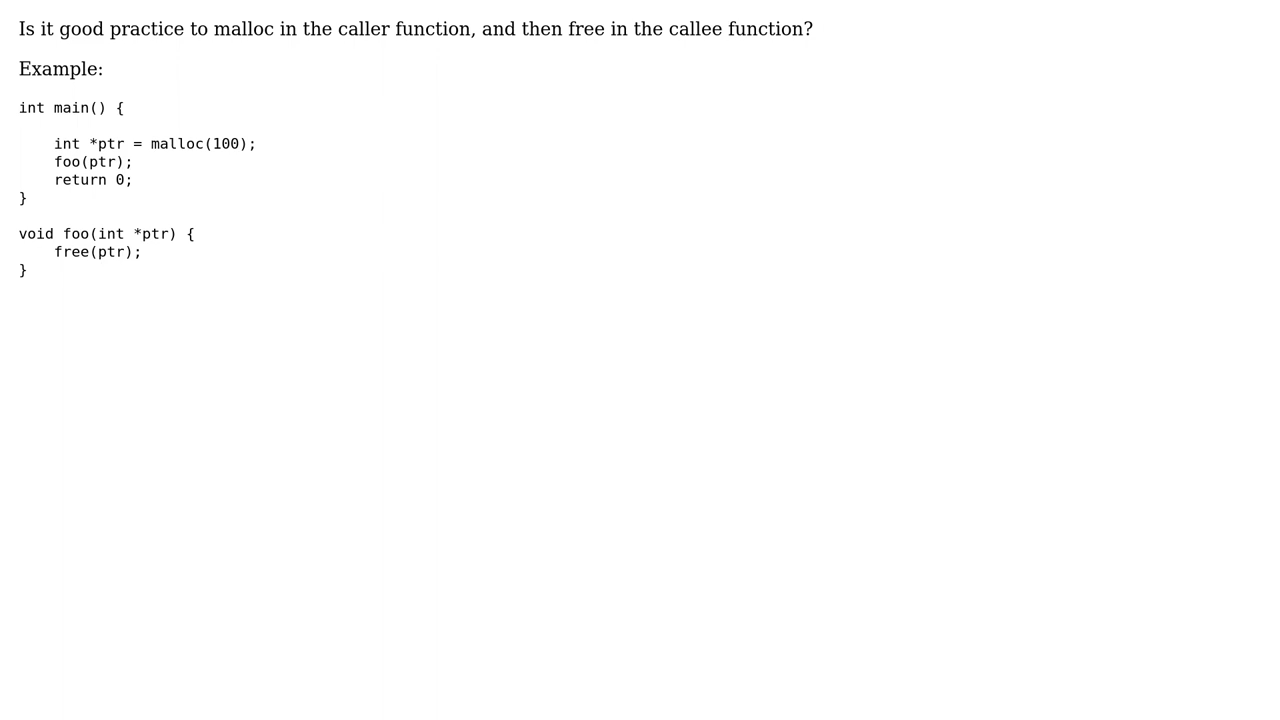 Is it good practice to malloc in the caller function, and then free in the callee function?
Example:
int main() {
    int *ptr = malloc(100);
    foo(ptr);
    return 0;
}
void foo(int *ptr) {
    free(ptr);
}